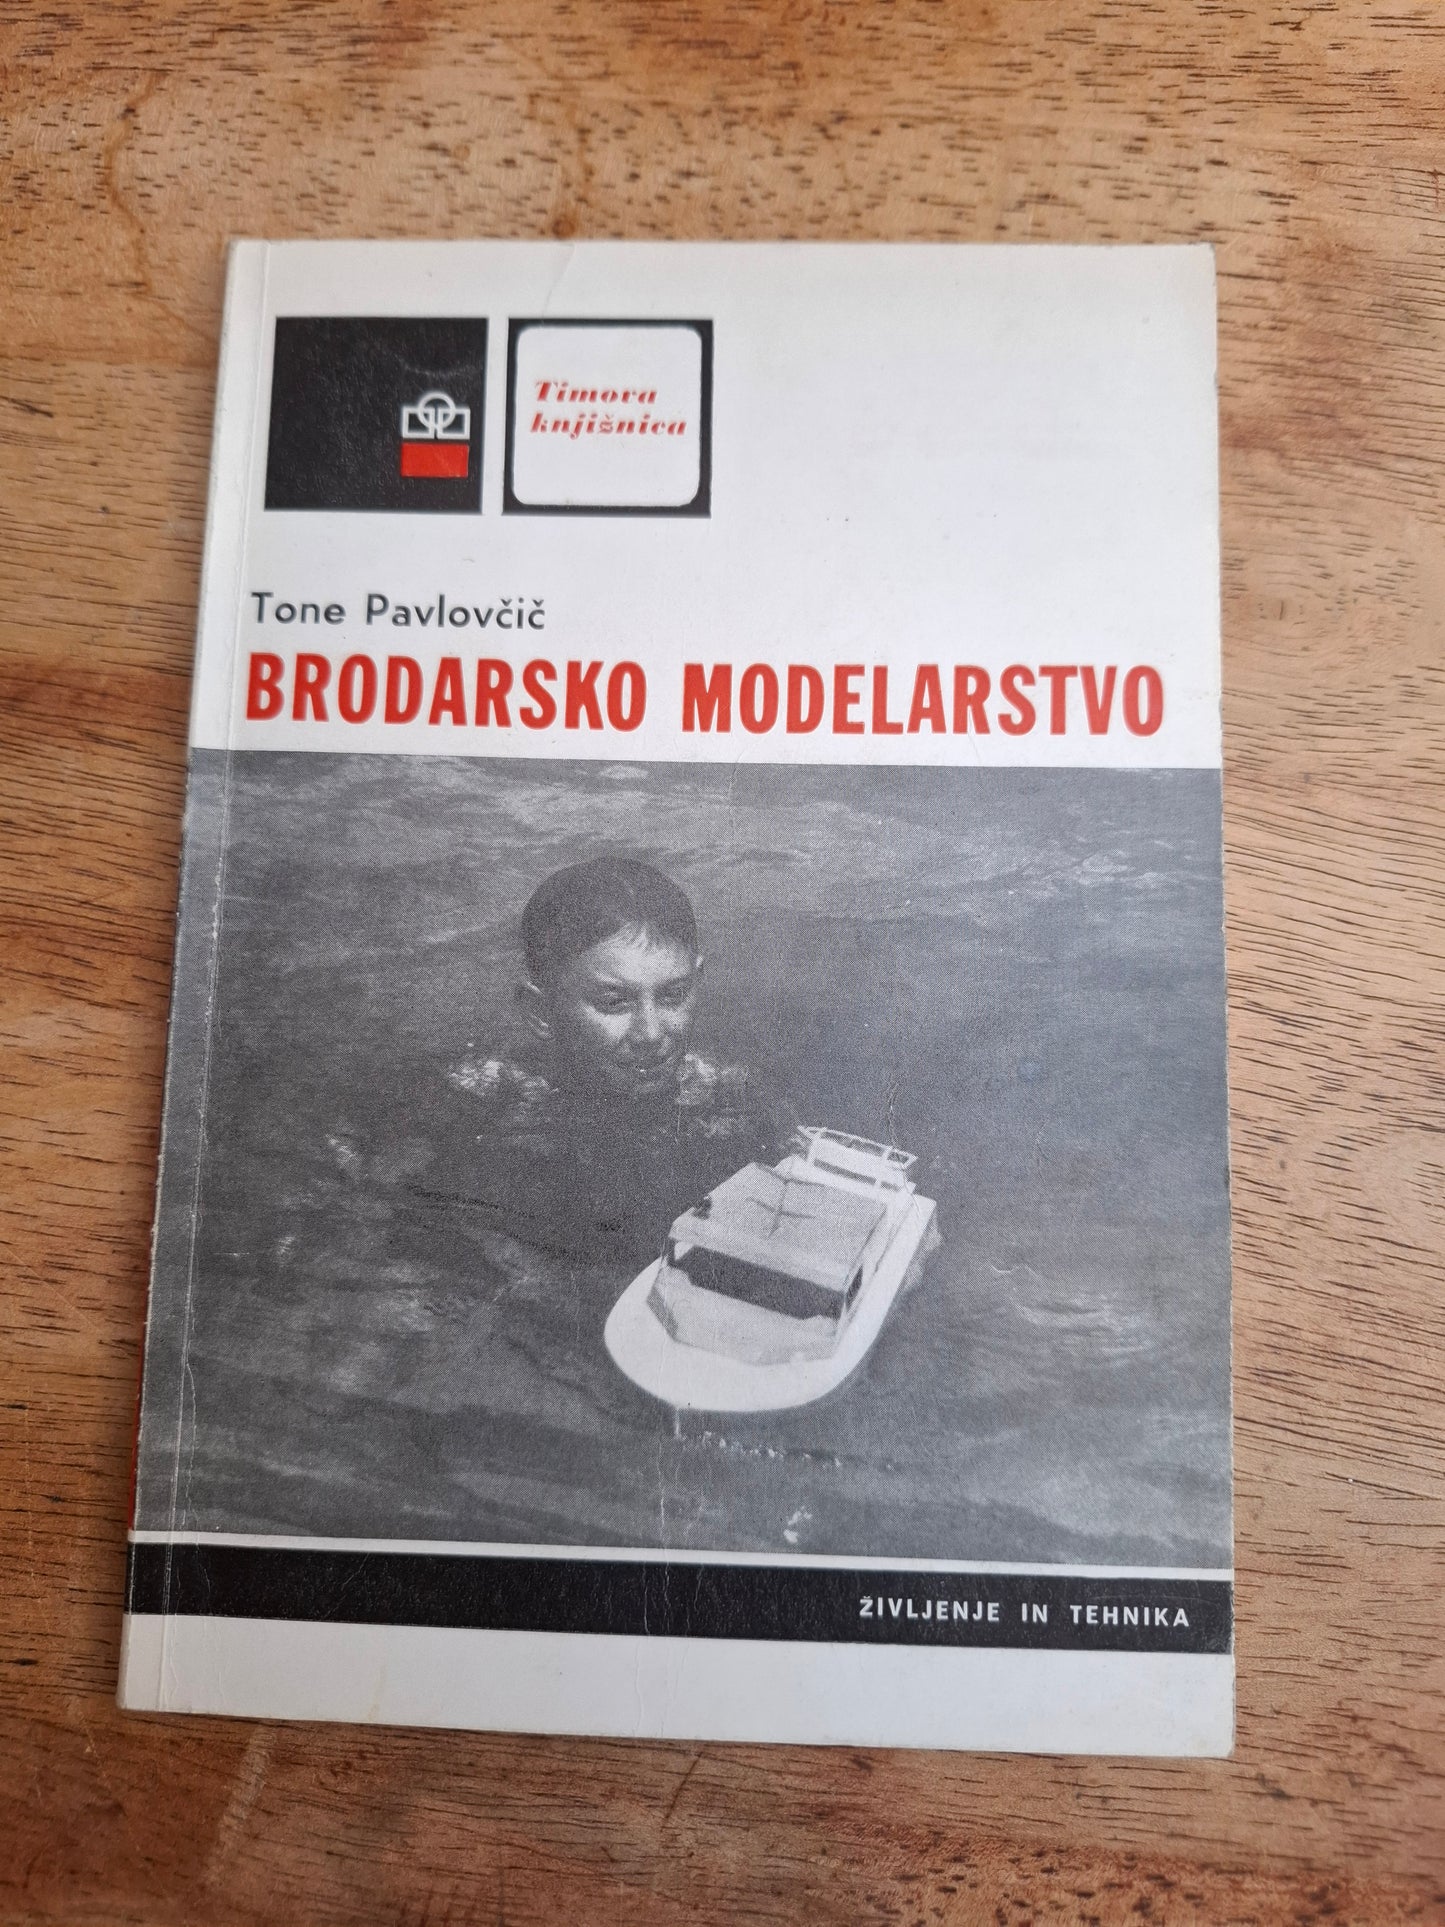 Timova
knjižnica
Tone Pavlovčič
BRODARSKO MODELARSTVO
ŽIVLJENJE IN TEHNIKA